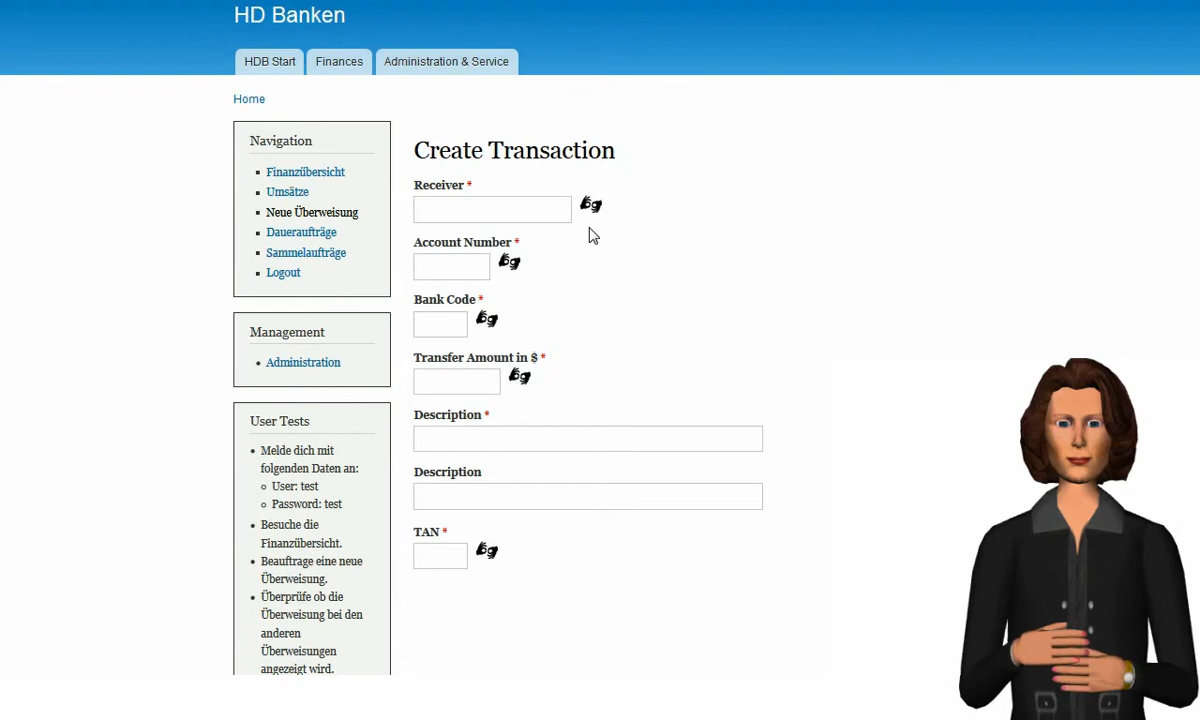 HD Banken
HDB Start
Finances
Administration & Service
Home
Navigation
Finanzübersicht
Umsätze
Neue Überweisung
Daueraufträge
Sammelaufträge
Logout
Management
Administration
User Tests
Melde dich mit
folgenden Daten an:
User: test
Password: test
Besuche die
Finanzübersicht.
Beauftrage eine neue
Überweisung.
Überprüfe ob die
Überweisung bei den
anderen
Überweisungen
angezeigt wird.
Create Transaction
Receiver *
Account Number *
Bank Code *
Transfer Amount in $ *
Description *
Description
TAN *